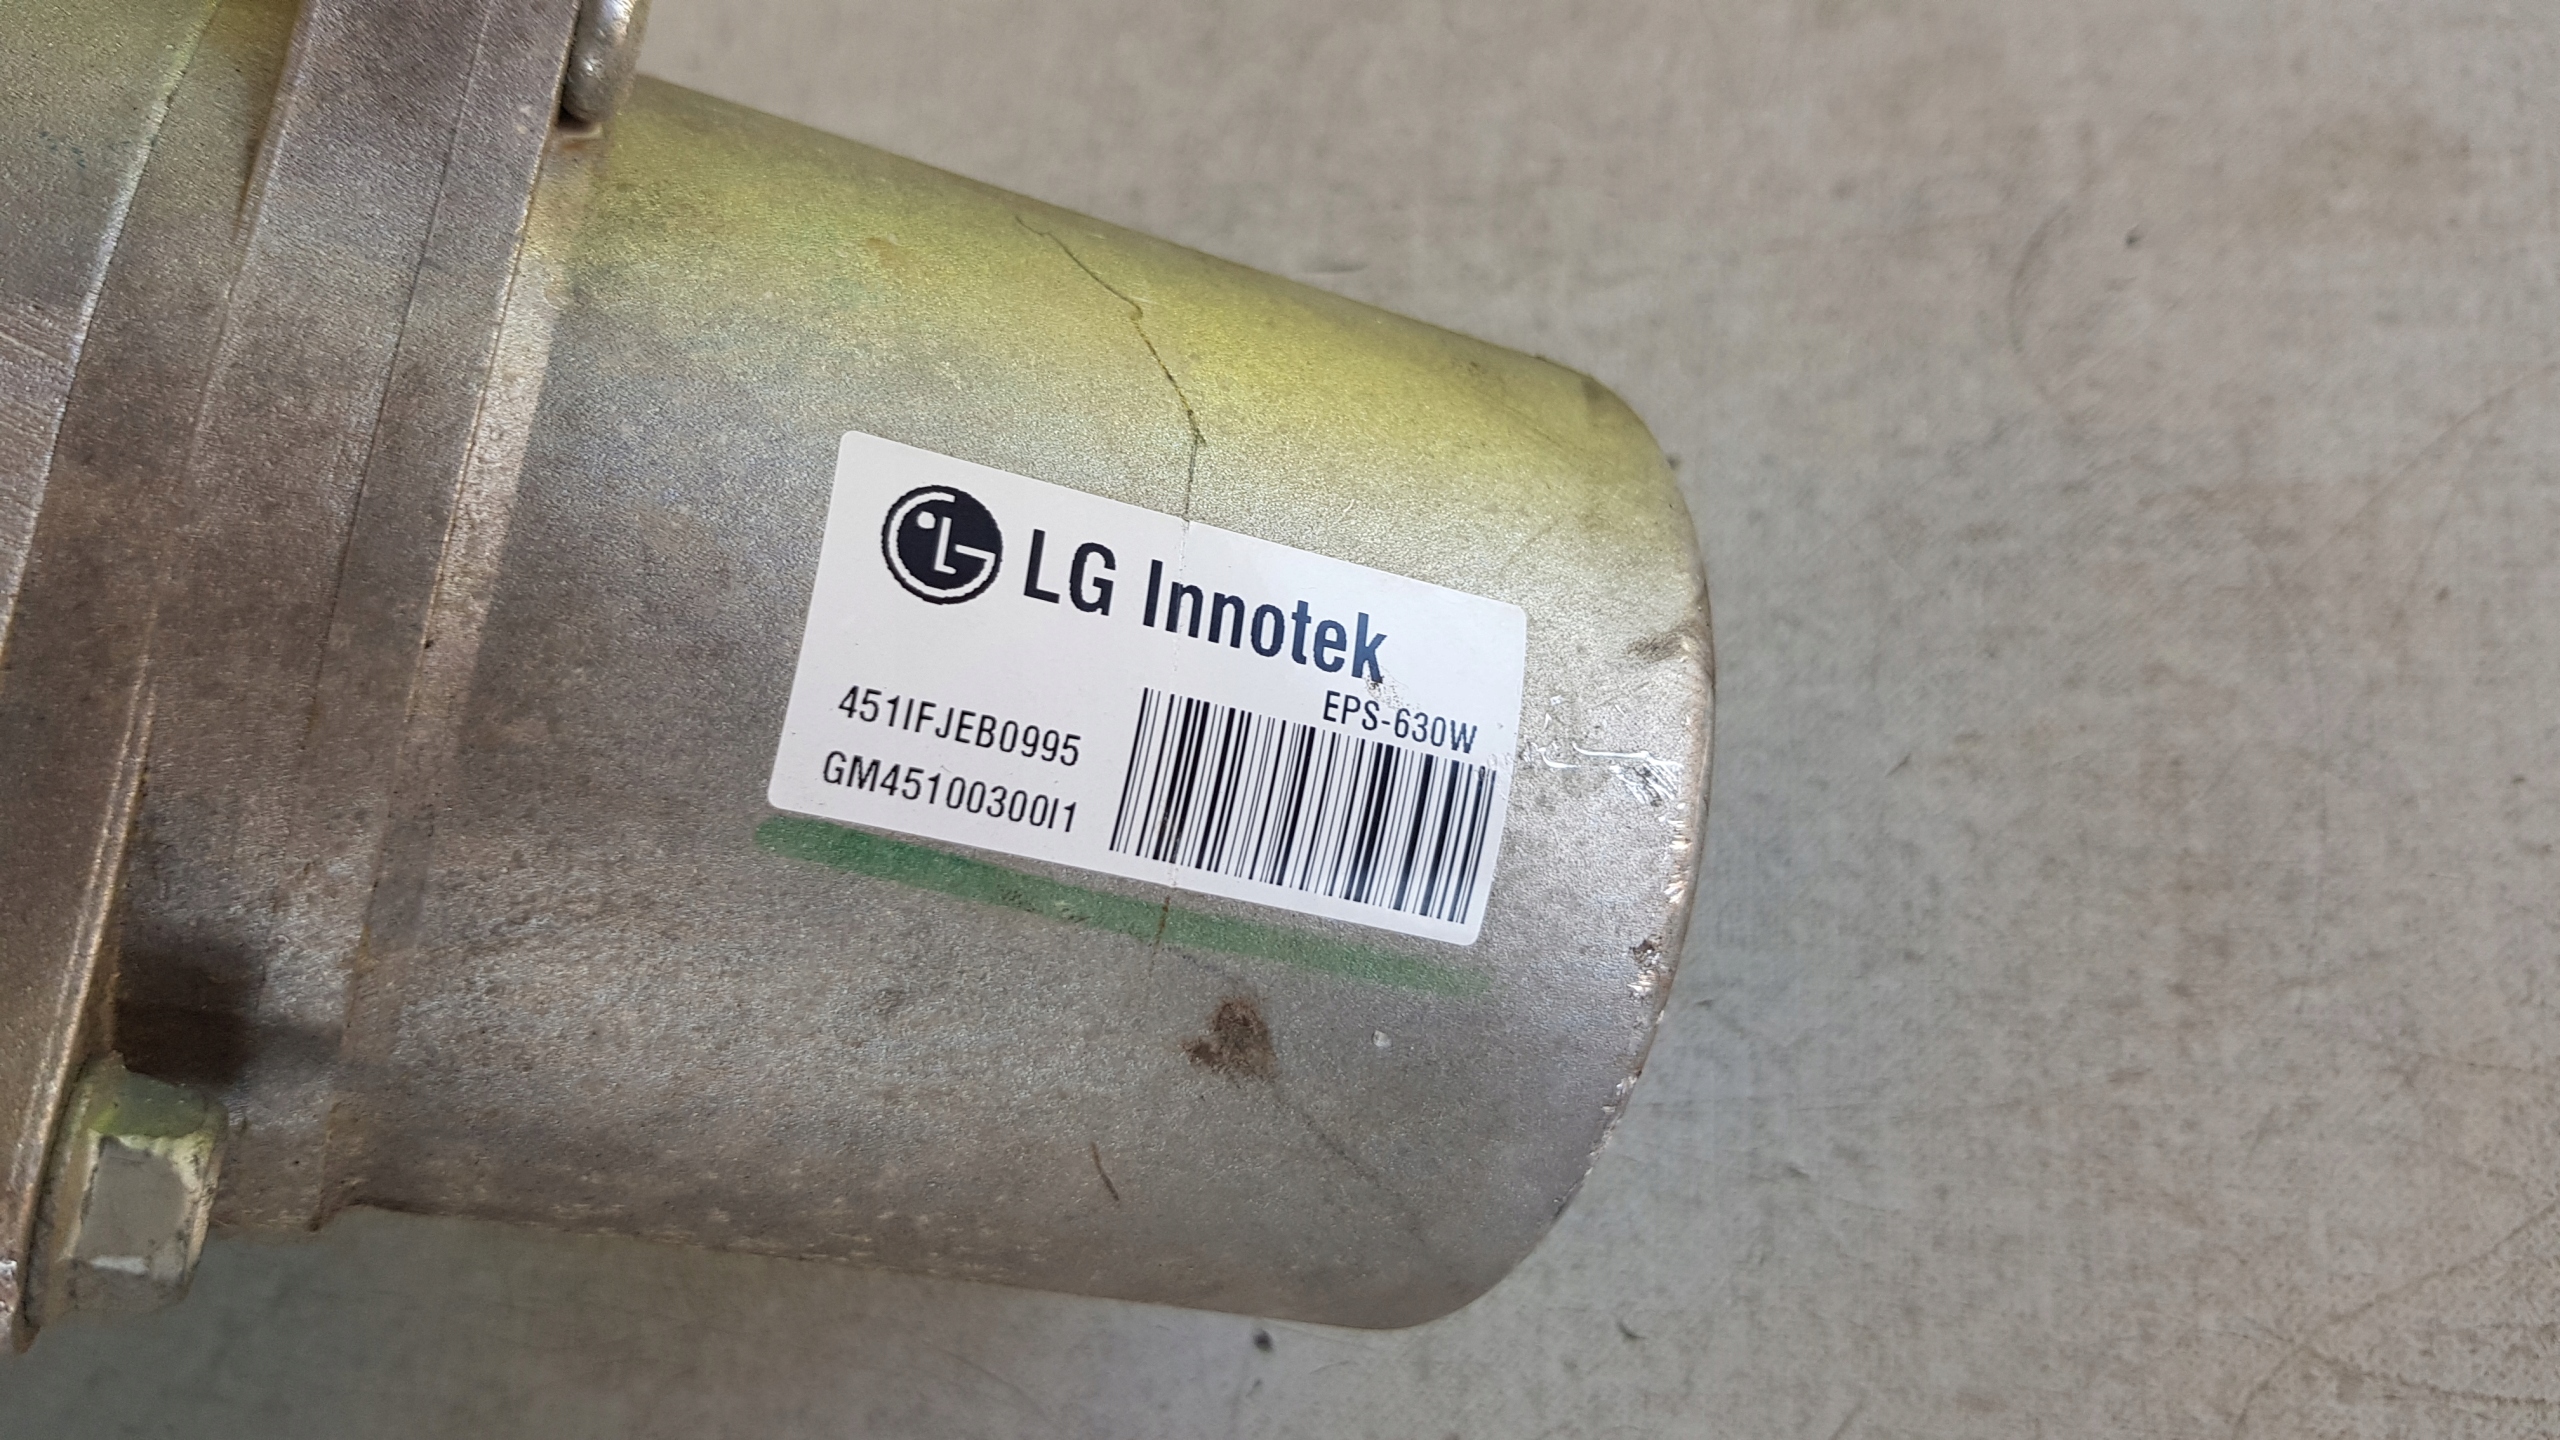 LG Innotek
EPS-630W
451IFJEB0995
GM45100300I1